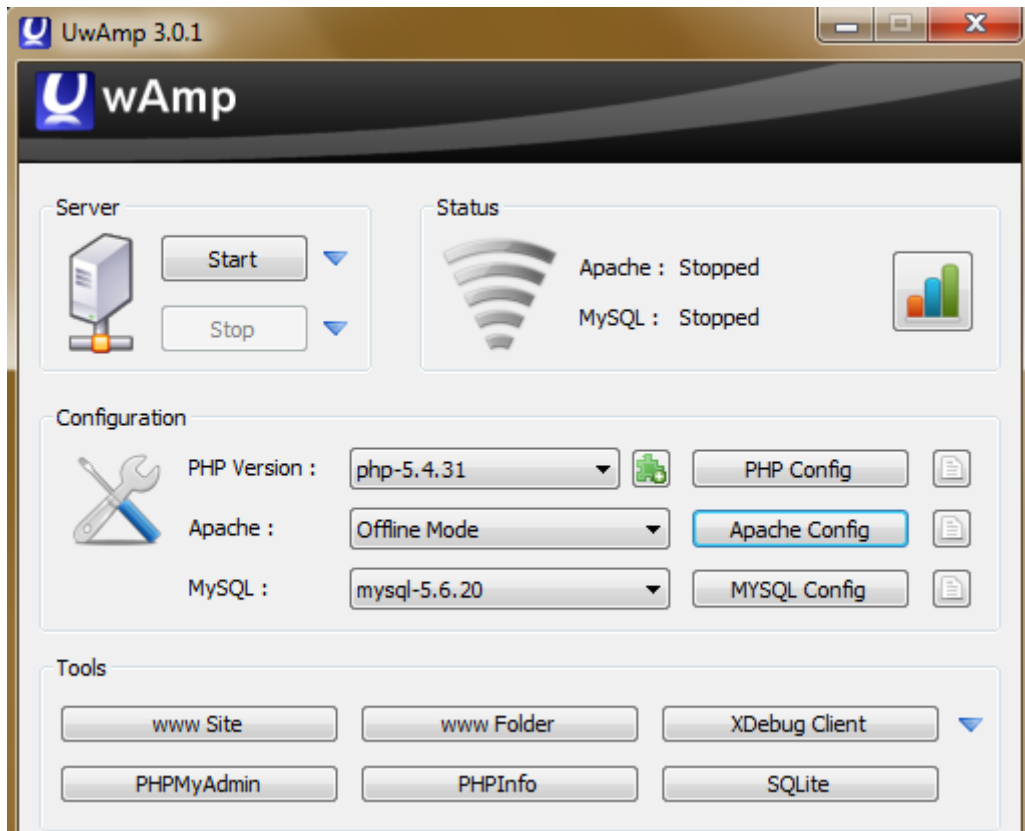 UwAmp 3.0.1
UwAmp
Server
Start
Stop
Status
Apache : Stopped
MySQL : Stopped
Configuration
PHP Version : php-5.4.31 PHP Config
Apache : Offline Mode Apache Config
MySQL : mysql-5.6.20 MYSQL Config
Tools
www Site www Folder XDebug Client
PHPMyAdmin PHPInfo SQLite